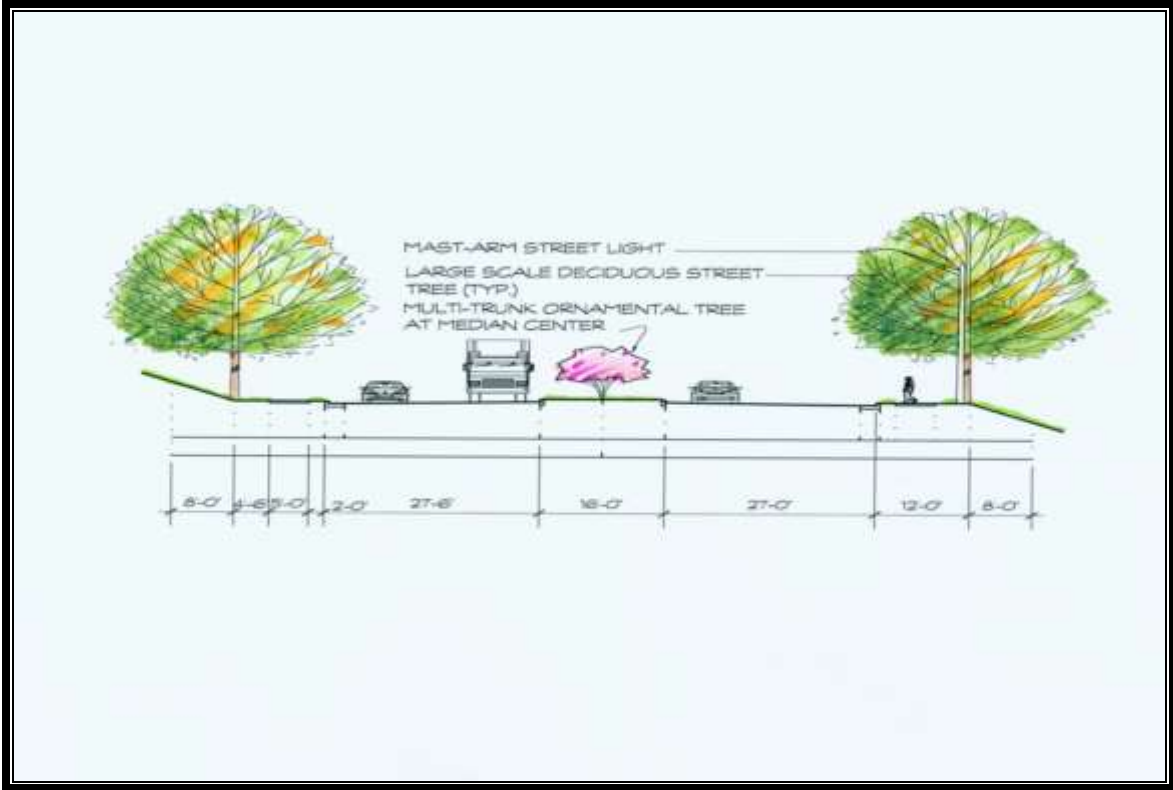 MAST-ARM STREET LIGHT
LARGE SCALE DECIDUOUS STREET
TREE (TYP.)
MULTI-TRUNK ORNAMENTAL TREE
AT MEDIAN CENTER
8'-0" 4'-6" 5'-0" 2'-0" 27'-6" 16'-0" 27'-0" 12'-0" 8'-0"